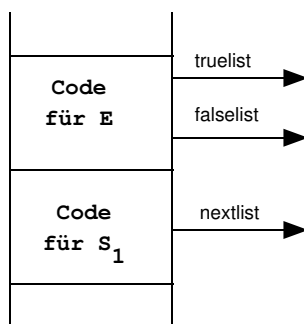 truelist
Code
für E
falselist
Code
für S₁
nextlist